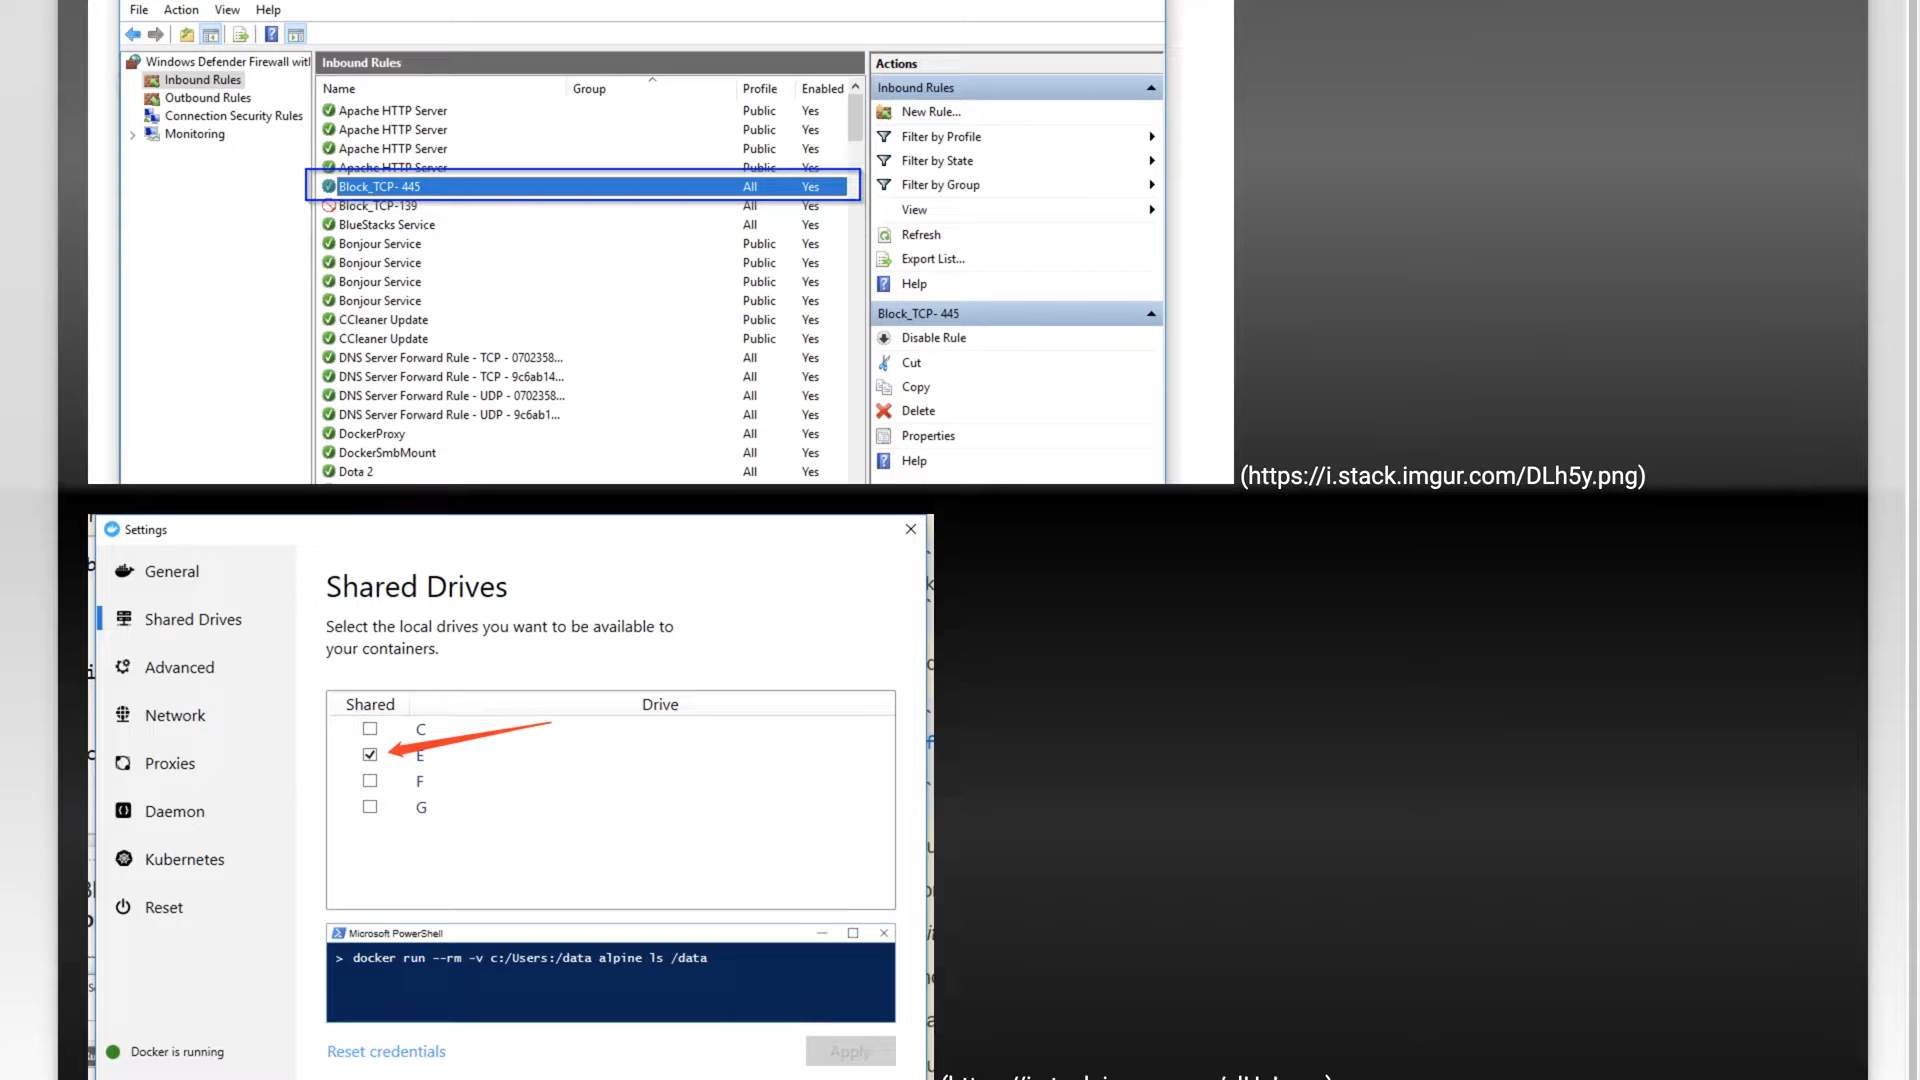 File Action View Help
Windows Defender Firewall wit
Inbound Rules
Outbound Rules
Connection Security Rules
Monitoring
Inbound Rules
Name Group Profile Enabled
Apache HTTP Server Public Yes
Apache HTTP Server Public Yes
Apache HTTP Server Public Yes
Apache HTTP Server Public Yes
Block_TCP- 445 All Yes
Block_TCP-139 All Yes
BlueStacks Service All Yes
Bonjour Service Public Yes
Bonjour Service Public Yes
Bonjour Service Public Yes
Bonjour Service Public Yes
CCleaner Update Public Yes
CCleaner Update Public Yes
DNS Server Forward Rule - TCP - 0702358... All Yes
DNS Server Forward Rule - TCP - 9c6ab14... All Yes
DNS Server Forward Rule - UDP - 0702358... All Yes
DNS Server Forward Rule - UDP - 9c6ab1... All Yes
DockerProxy All Yes
DockerSmbMount All Yes
Dota 2 All Yes
Actions
Inbound Rules
New Rule...
Filter by Profile
Filter by State
Filter by Group
View
Refresh
Export List...
Help
Block_TCP- 445
Disable Rule
Cut
Copy
Delete
Properties
Help
(https://i.stack.imgur.com/DLh5y.png)
Settings
General
Shared Drives
Advanced
Network
Proxies
Daemon
Kubernetes
Reset
Docker is running
Shared Drives
Select the local drives you want to be available to
your containers.
Shared Drive
C
E
F
G
Microsoft PowerShell
> docker run --rm -v c:/Users:/data alpine ls /data
Reset credentials
Apply